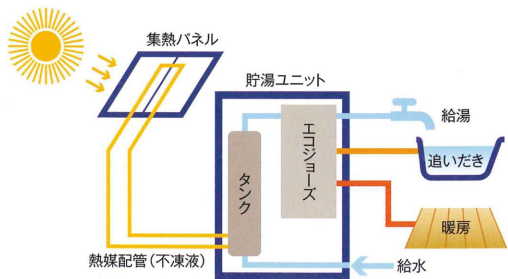 集熱パネル
貯湯ユニット
エコジョーズ
タンク
給湯
追いだき
暖房
熱媒配管（不凍液）
給水